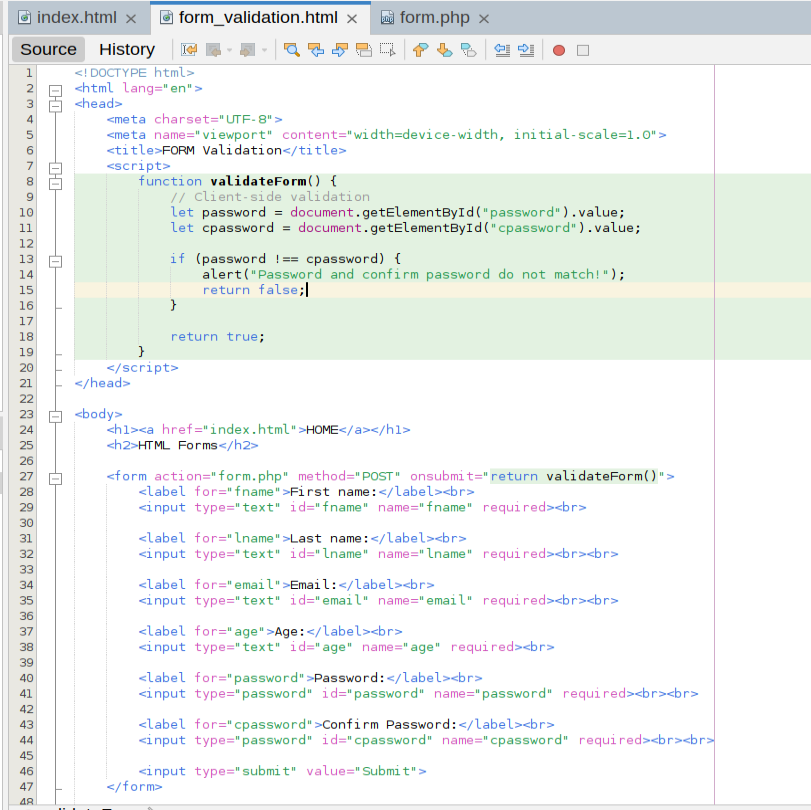 index.html × form_validation.html × form.php ×
Source History
1 <!DOCTYPE html>
2 <html lang="en">
3 <head>
4 <meta charset="UTF-8">
5 <meta name="viewport" content="width=device-width, initial-scale=1.0">
6 <title>FORM Validation</title>
7 <script>
8 function validateForm() {
9 // Client-side validation
10 let password = document.getElementById("password").value;
11 let cpassword = document.getElementById("cpassword").value;
12
13 if (password !== cpassword) {
14 alert("Password and confirm password do not match!");
15 return false;
16 }
17
18 return true;
19 }
20 </script>
21 </head>
22
23 <body>
24 <h1><a href="index.html">HOME</a></h1>
25 <h2>HTML Forms</h2>
26
27 <form action="form.php" method="POST" onsubmit="return validateForm()">
28 <label for="fname">First name:</label><br>
29 <input type="text" id="fname" name="fname" required><br>
30
31 <label for="lname">Last name:</label><br>
32 <input type="text" id="lname" name="lname" required><br><br>
33
34 <label for="email">Email:</label><br>
35 <input type="text" id="email" name="email" required><br><br>
36
37 <label for="age">Age:</label><br>
38 <input type="text" id="age" name="age" required><br>
39
40 <label for="password">Password:</label><br>
41 <input type="password" id="password" name="password" required><br><br>
42
43 <label for="cpassword">Confirm Password:</label><br>
44 <input type="password" id="cpassword" name="cpassword" required><br><br>
45
46 <input type="submit" value="Submit">
47 </form>
48